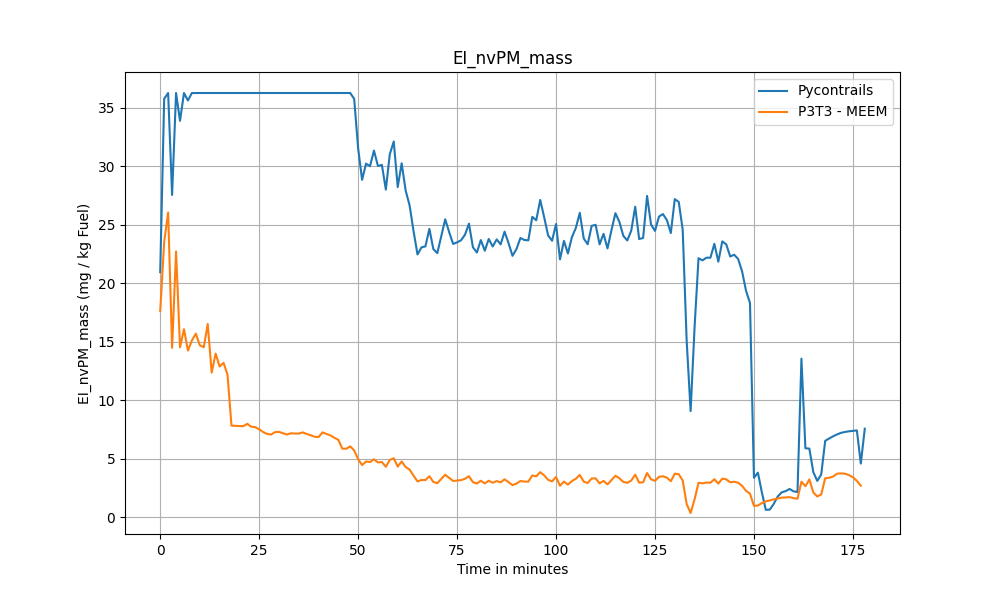 EI_nvPM_mass
Pycontrails
P3T3 - MEEM
EI_nvPM_mass (mg / kg Fuel)
35
30
25
20
15
10
5
0
0 25 50 75 100 125 150 175
Time in minutes